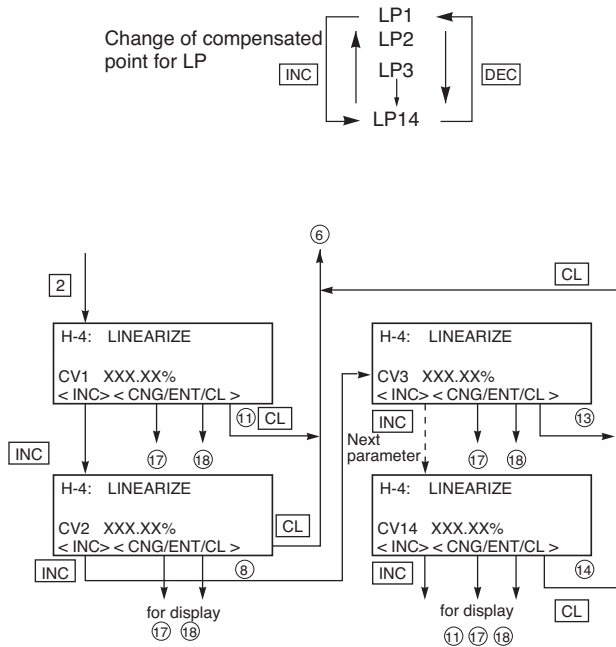 Change of compensated
point for LP
LP1
LP2
LP3
LP14
INC
DEC
6
2
CL
H-4: LINEARIZE
CV1 XXX.XX%
< INC> < CNG/ENT/CL >
11 CL
INC
17 18
H-4: LINEARIZE
CV2 XXX.XX%
< INC> < CNG/ENT/CL >
CL
INC
8
for display
17 18
H-4: LINEARIZE
CV3 XXX.XX%
< INC> < CNG/ENT/CL >
INC
13
Next
parameter
17 18
H-4: LINEARIZE
CV14 XXX.XX%
< INC> < CNG/ENT/CL >
INC
14
CL
for display
11 17 18